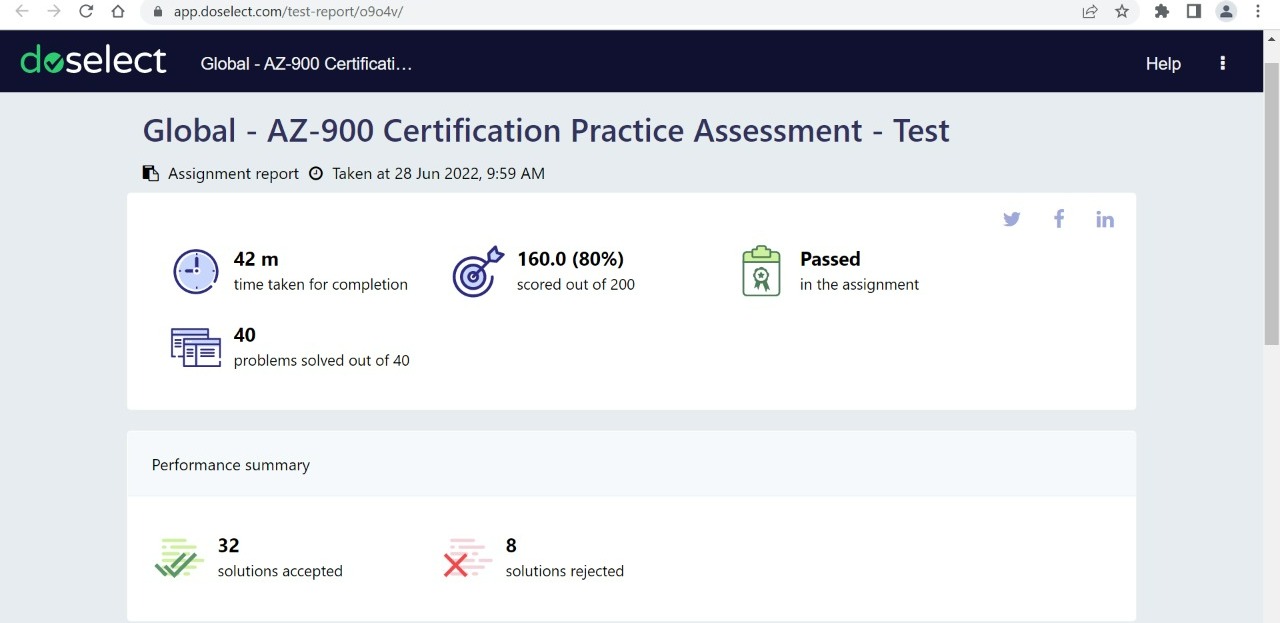 app.doselect.com/test-report/o9o4v/
doselect Global - AZ-900 Certificati... Help
Global - AZ-900 Certification Practice Assessment - Test
Assignment report Taken at 28 Jun 2022, 9:59 AM
42 m
time taken for completion
160.0 (80%)
scored out of 200
Passed
in the assignment
40
problems solved out of 40
Performance summary
32
solutions accepted
8
solutions rejected